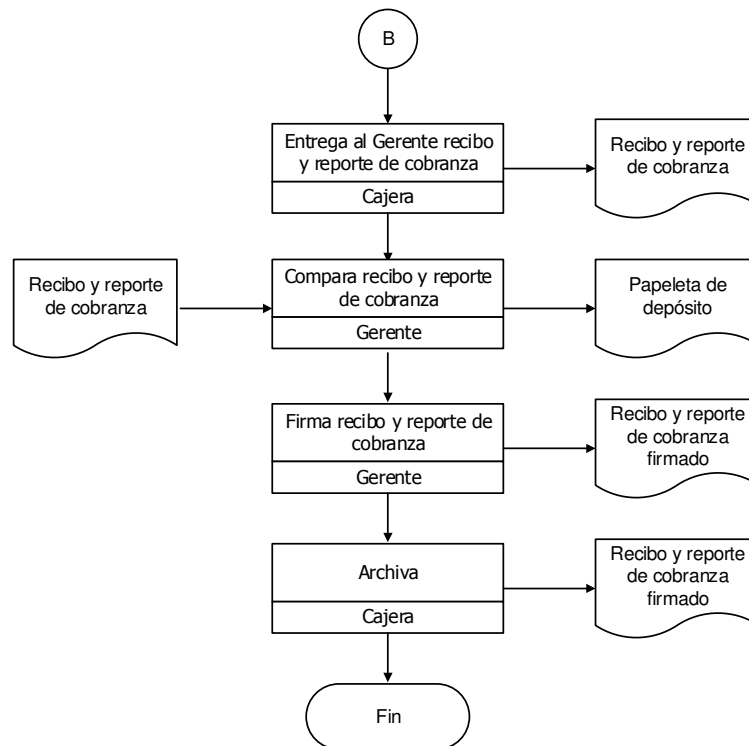 B
Entrega al Gerente recibo
y reporte de cobranza
Cajera
Recibo y reporte
de cobranza
Recibo y reporte
de cobranza
Compara recibo y reporte
de cobranza
Gerente
Papeleta de
depósito
Firma recibo y reporte de
cobranza
Gerente
Recibo y reporte
de cobranza
firmado
Archiva
Cajera
Recibo y reporte
de cobranza
firmado
Fin